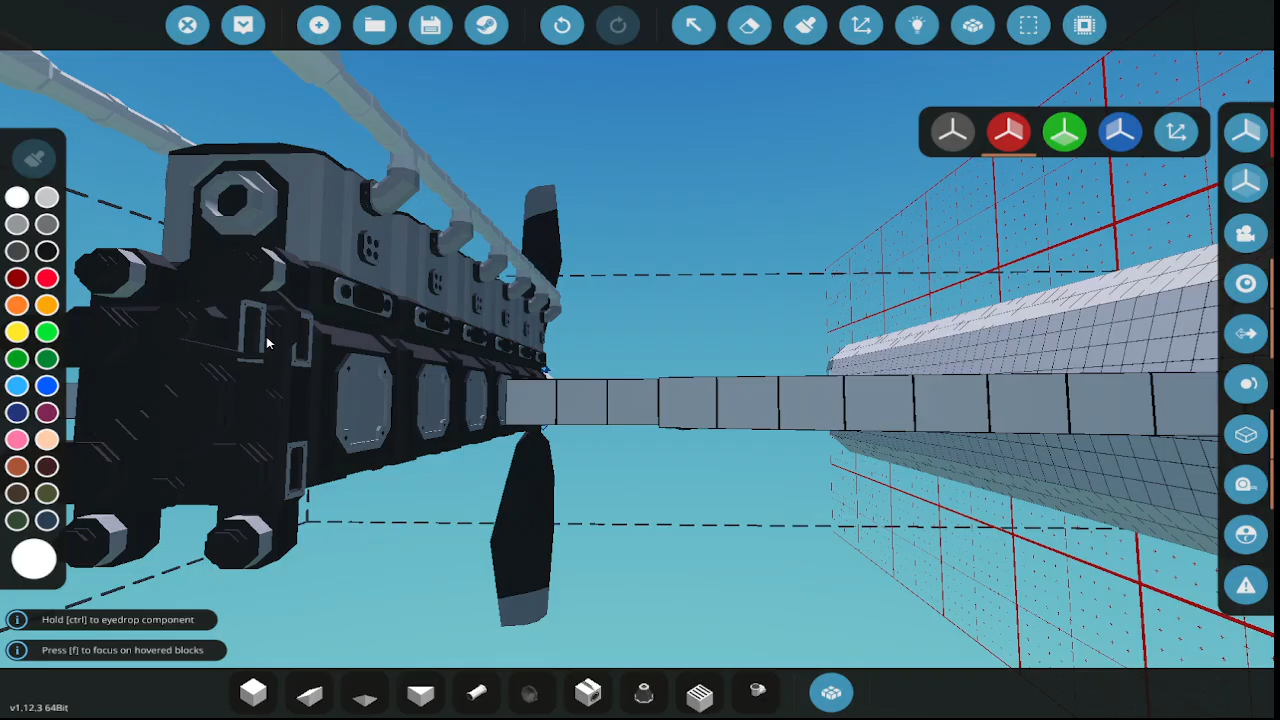 Hold [ctrl] to eyedrop component
Press [f] to focus on hovered blocks
v1.12.3 64Bit